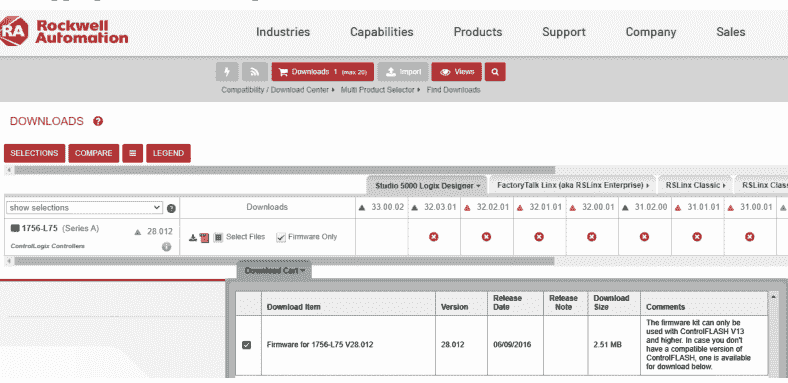 RA Rockwell Automation
Industries Capabilities Products Support Company Sales
Downloads 1 (max 20) Import Views
Compatibility / Download Center Multi Product Selector Find Downloads
DOWNLOADS ?
SELECTIONS COMPARE LEGEND
Studio 5000 Logix Designer FactoryTalk Linx (aka RSLinx Enterprise) RSLinx Classic RSLinx Clas
show selections ? Downloads 33.00.02 32.03.01 32.02.01 32.01.01 32.00.01 31.02.00 31.01.01 31.00.01
1756-L75 (Series A) 28 012 Select Files Firmware Only
ControlLogix Controllers
Download Cart
Download Item Version Release Date Release Note Download Size Comments
Firmware for 1756-L75 V28.012 28.012 06/09/2016 2.51 MB
The firmware kit can only be
used with ControlFLASH V13
and higher. In case you don't
have a compatible version of
ControlFLASH, one is available
for download below.